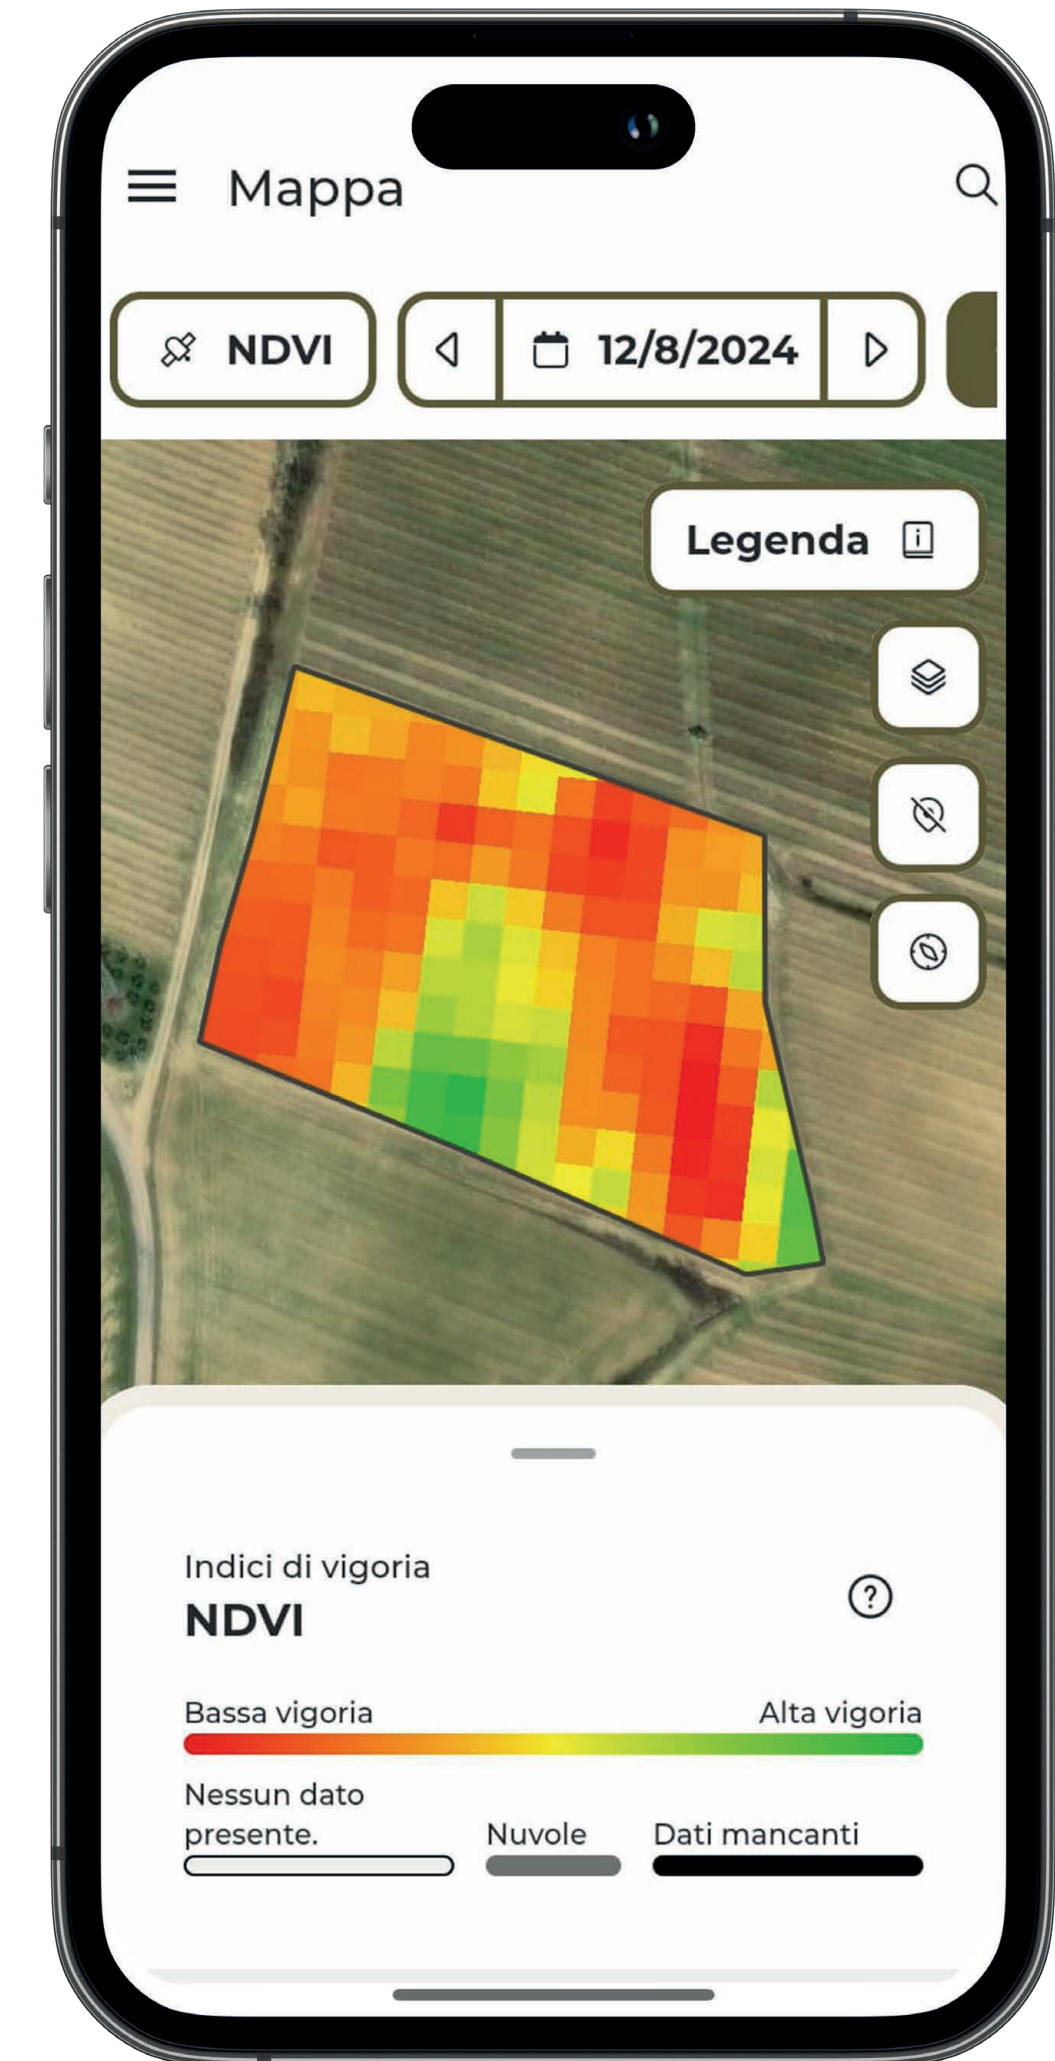 Mappa
NDVI
12/8/2024
Legenda
Indici di vigoria
NDVI
?
Bassa vigoria
Alta vigoria
Nessun dato
presente.
Nuvole
Dati mancanti